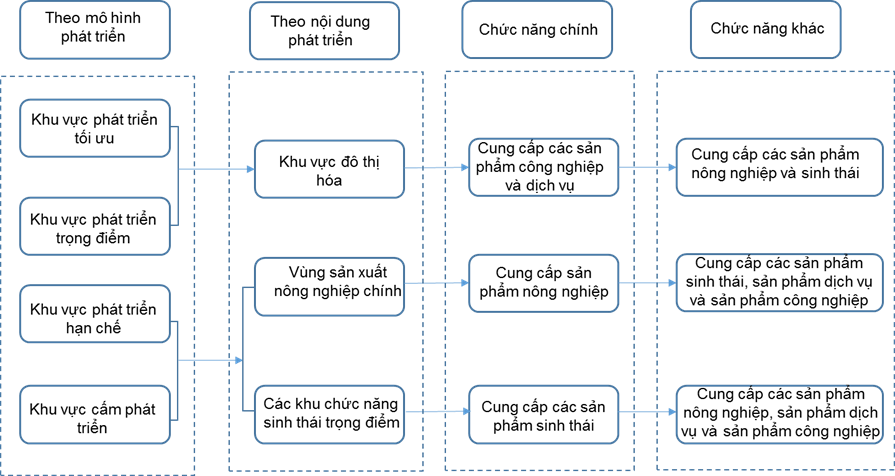 Theo mô hình
phát triển
Theo nội dung
phát triển
Chức năng chính
Chức năng khác
Khu vực phát triển
tối ưu
Khu vực phát triển
trọng điểm
Khu vực phát triển
hạn chế
Khu vực cấm phát
triển
Khu vực đô thị
hóa
Vùng sản xuất
nông nghiệp chính
Các khu chức năng
sinh thái trọng điểm
Cung cấp các sản
phẩm công nghiệp
và dịch vụ
Cung cấp sản
phẩm nông nghiệp
Cung cấp các sản
phẩm sinh thái
Cung cấp các sản phẩm
nông nghiệp và sinh thái
Cung cấp các sản phẩm
sinh thái, sản phẩm dịch vụ
và sản phẩm công nghiệp
Cung cấp các sản phẩm
nông nghiệp, sản phẩm dịch
vụ và sản phẩm công nghiệp